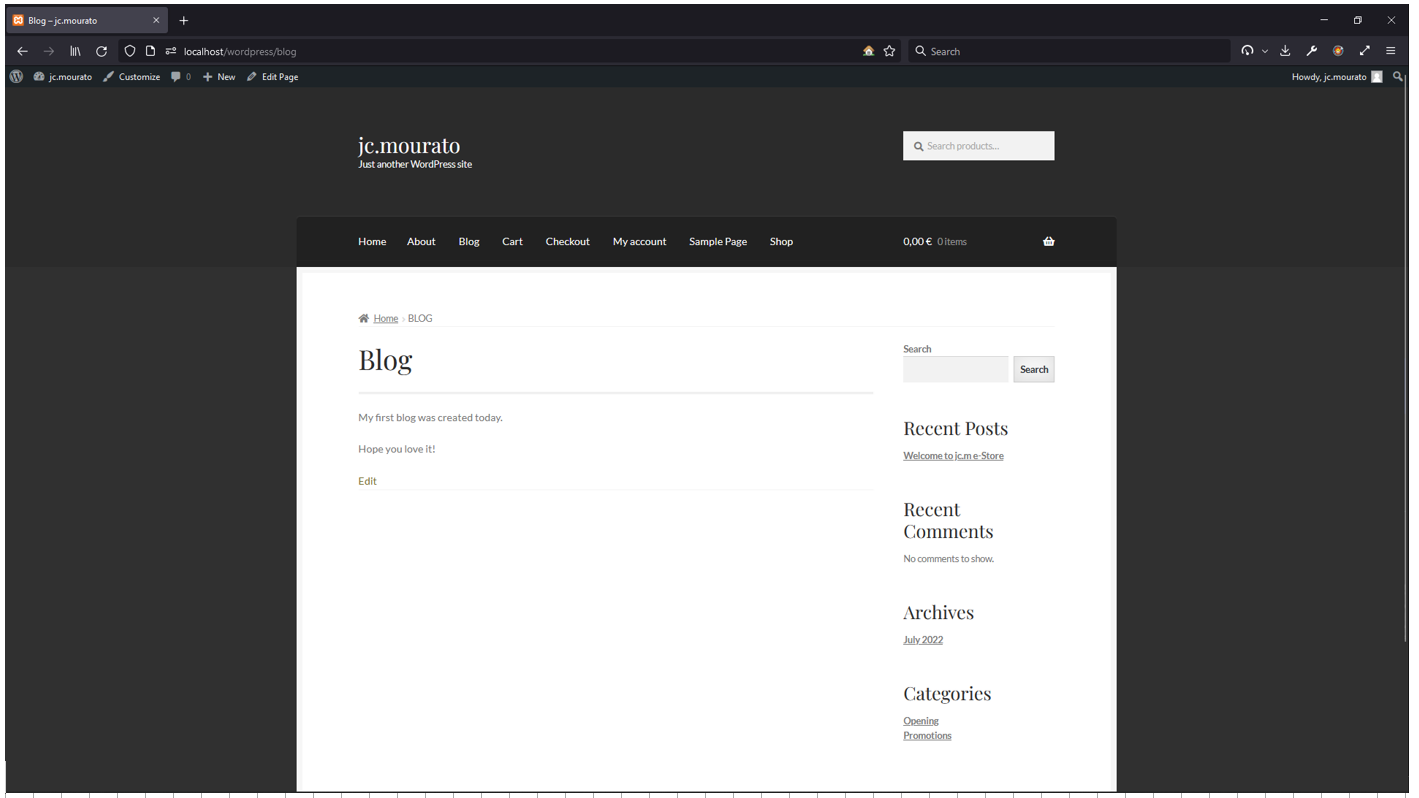 Blog – jc.mourato
localhost/wordpress/blog
Search
jc.mourato
Customize
0
New
Edit Page
Howdy, jc.mourato
jc.mourato
Just another WordPress site
Search products...
Home
About
Blog
Cart
Checkout
My account
Sample Page
Shop
0,00 € 0 items
Home › BLOG
Blog
My first blog was created today.
Hope you love it!
Edit
Search
Search
Recent Posts
Welcome to jc.m e-Store
Recent
Comments
No comments to show.
Archives
July 2022
Categories
Opening
Promotions